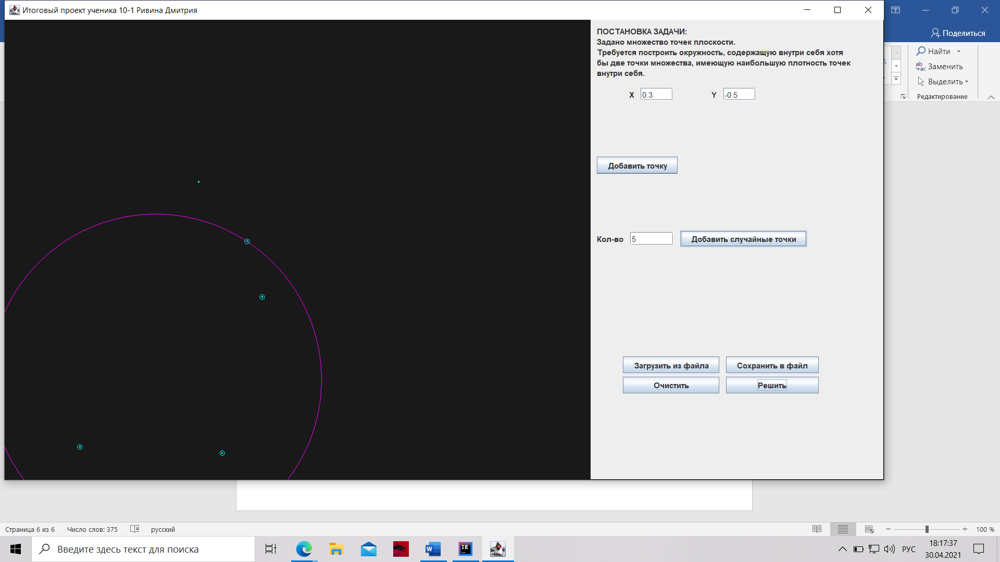 Итоговый проект ученика 10-1 Ривина Дмитрия
Поделиться
ПОСТАНОВКА ЗАДАЧИ:
Задано множество точек плоскости.
Требуется построить окружность, содержащую внутри себя хотя
бы две точки множества, имеющую наибольшую плотность точек
внутри себя.
X 0.3 Y -0.5
Добавить точку
Кол-во 5 Добавить случайные точки
Загрузить из файла Сохранить в файл
Очистить Решить
Найти
Заменить
Выделить
Редактирование
Страница 6 из 6 Число слов: 375 русский 100 %
Введите здесь текст для поиска
РУС
18:17:37
30.04.2021